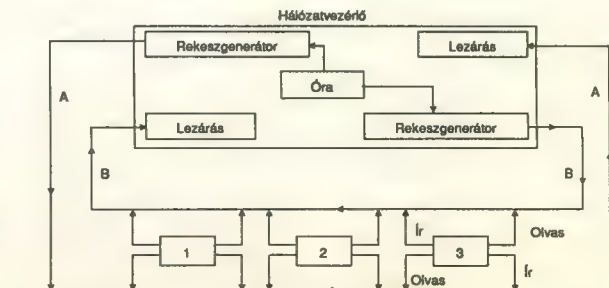 Hálózatvezérlő
Rekeszgenerátor
Lezárás
Óra
A
A
Lezárás
Rekeszgenerátor
B
B
Ír
Olvas
1
2
3
Ír
Olvas